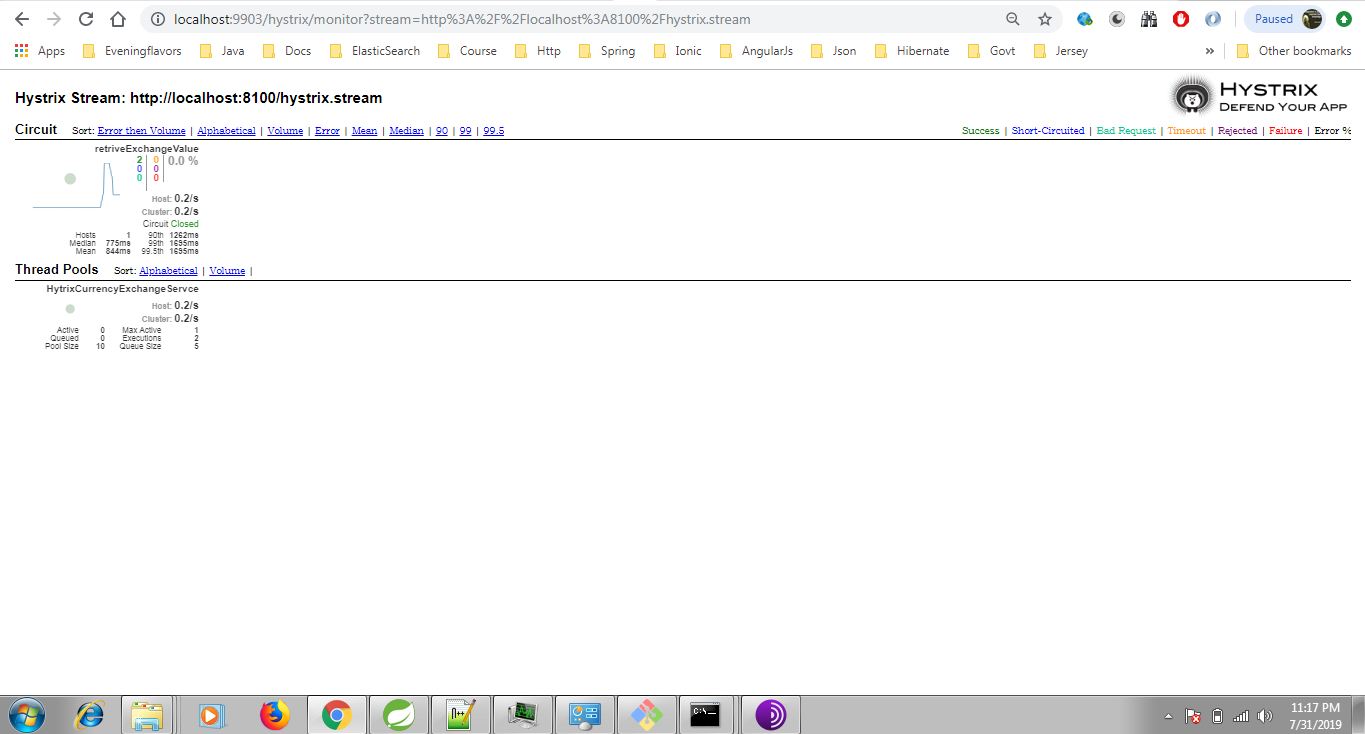 localhost:9903/hystrix/monitor?stream=http%3A%2F%2Flocalhost%3A8100%2Fhystrix.stream
Paused
Apps Eveningflavors Java Docs ElasticSearch Course Http Spring Ionic AngularJs Json Hibernate Govt Jersey » Other bookmarks
Hystrix Stream: http://localhost:8100/hystrix.stream
HYSTRIX
DEFEND YOUR APP
Circuit Sort: Error then Volume | Alphabetical | Volume | Error | Mean | Median | 90 | 99 | 99.5
Success | Short-Circuited | Bad Request | Timeout | Rejected | Failure | Error %
retriveExchangeValue
2 0 0.0 %
0 0
0 0
Host: 0.2/s
Cluster: 0.2/s
Circuit Closed
Hosts 1 90th 1262ms
Median 775ms 99th 1695ms
Mean 844ms 99.5th 1695ms
Thread Pools Sort: Alphabetical | Volume |
HytrixCurrencyExchangeServce
Host: 0.2/s
Cluster: 0.2/s
Active 0 Max Active 1
Queued 0 Executions 2
Pool Size 10 Queue Size 5
11:17 PM
7/31/2019